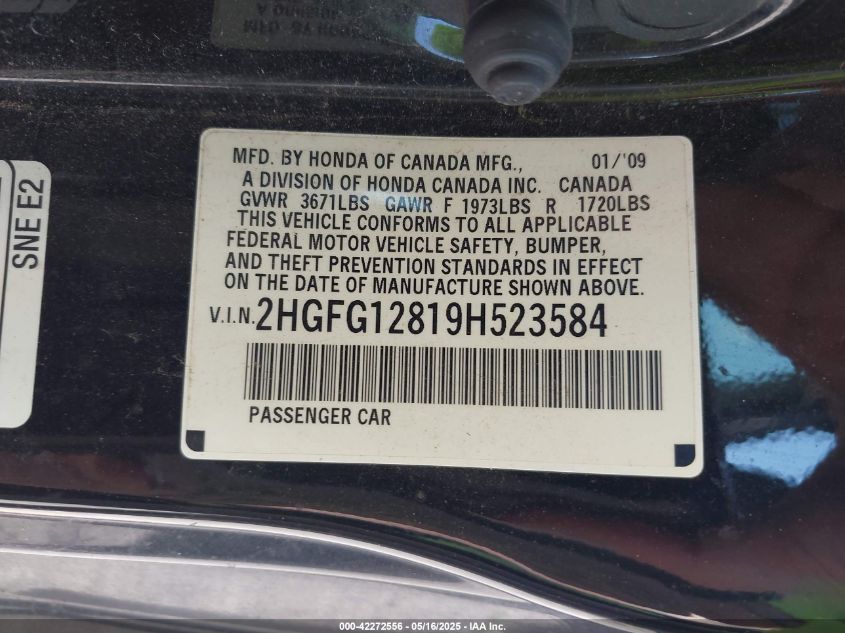 MFD. BY HONDA OF CANADA MFG., 01/'09
A DIVISION OF HONDA CANADA INC. CANADA
GVWR 3671LBS GAWR F 1973LBS R 1720LBS
THIS VEHICLE CONFORMS TO ALL APPLICABLE
FEDERAL MOTOR VEHICLE SAFETY, BUMPER,
AND THEFT PREVENTION STANDARDS IN EFFECT
ON THE DATE OF MANUFACTURE SHOWN ABOVE.
V.I.N. 2HGFG12819H523584
PASSENGER CAR
SNE E2
000-42272556 - 05/16/2025 - IAA Inc.